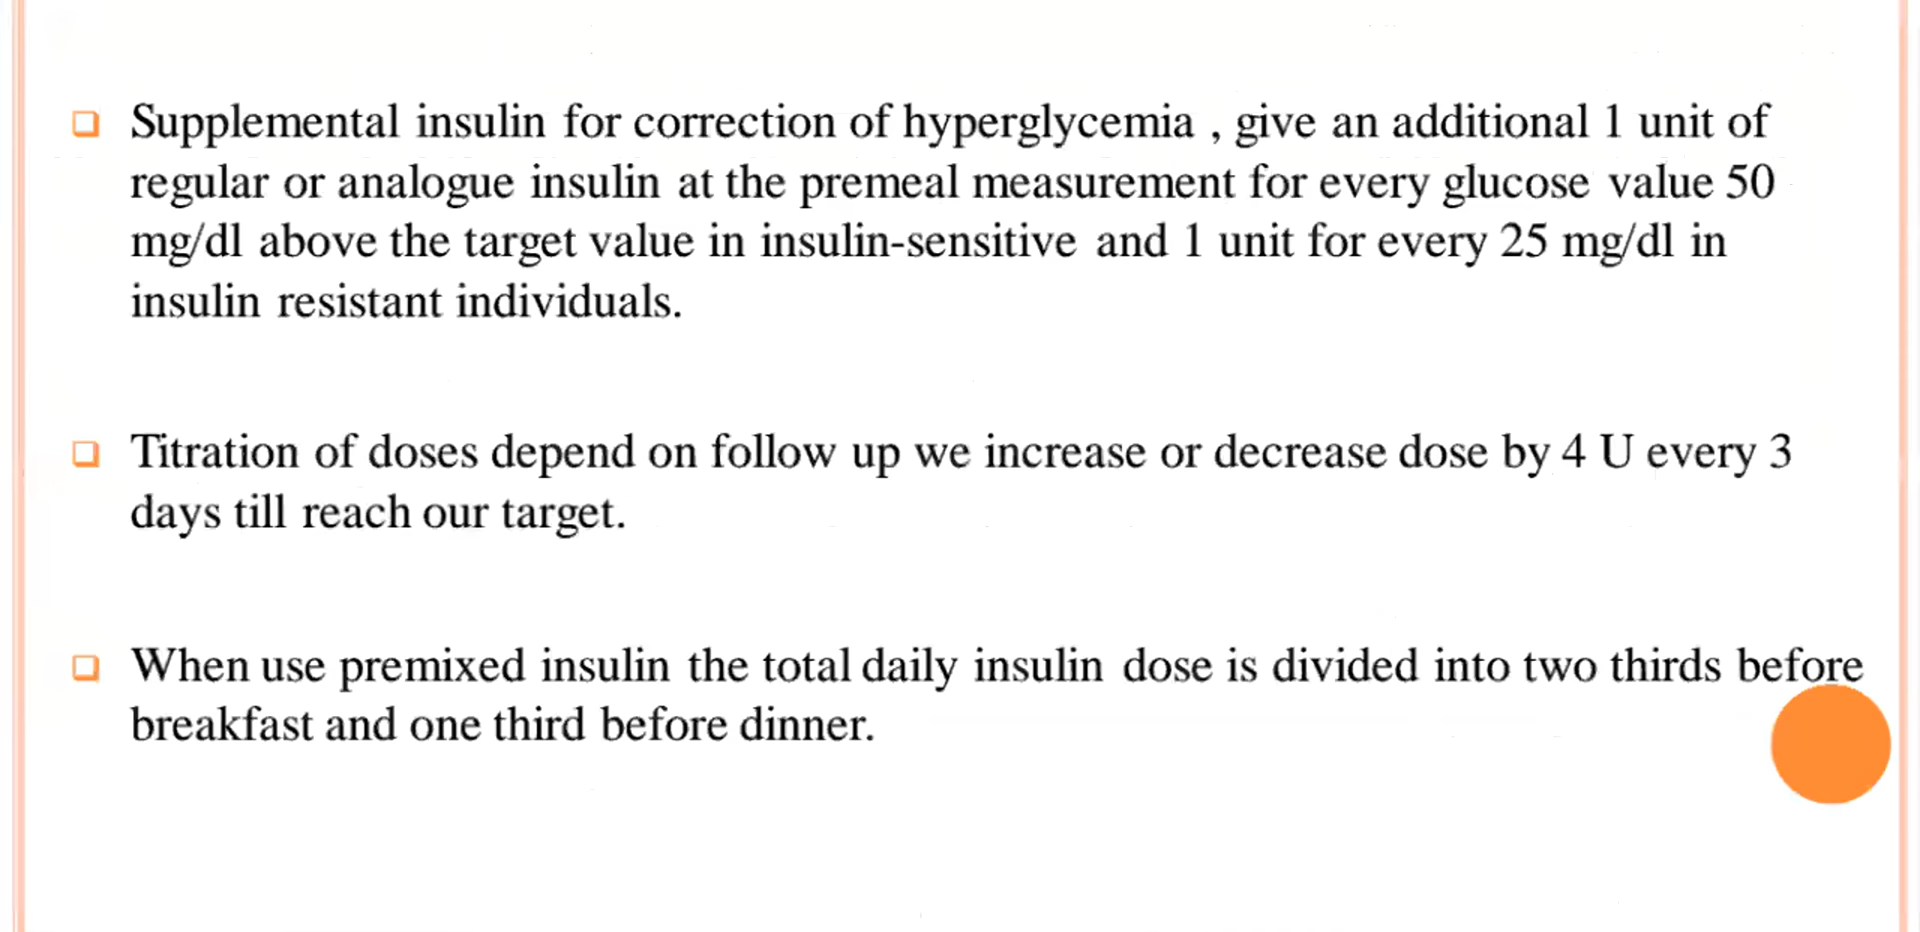 Supplemental insulin for correction of hyperglycemia , give an additional 1 unit of
regular or analogue insulin at the premeal measurement for every glucose value 50
mg/dl above the target value in insulin-sensitive and 1 unit for every 25 mg/dl in
insulin resistant individuals.
Titration of doses depend on follow up we increase or decrease dose by 4 U every 3
days till reach our target.
When use premixed insulin the total daily insulin dose is divided into two thirds before
breakfast and one third before dinner.